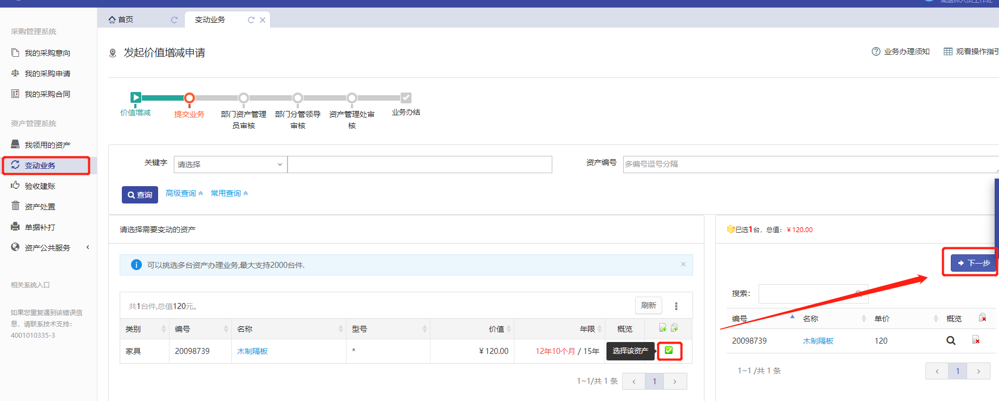 首页
变动业务
采购管理系统
我的采购意向
我的采购申请
我的采购合同
资产管理系统
我领用的资产
变动业务
验收建账
资产处置
单据补打
资产公共服务
相关系统入口
如果您重复遇到该错误信
息，请联系技术支持：
4001010335-3
发起价值增减申请
业务办理须知
观看操作指引
价值增减
提交业务
部门资产管理
员审核
部门分管领导
审核
资产管理处审
核
业务办结
关键字
请选择
资产编号
多编号逗号分隔
查询
高级查询
常用查询
请选择需要变动的资产
可以挑选多台资产办理业务,最大支持2000台件.
×
共1台件,总值120元。
刷新
类别 编号 名称 型号 价值 年限 概览
家具 20098739 木制隔板 * ￥120.00 12年10个月 / 15年
选择该资产
1~1/共 1 条
‹ 1 ›
已选1台，总值：￥120.00
下一步
搜索：
编号 名称 单价 概览
20098739 木制隔板 120
1~1 /共 1 条
‹ 1 ›